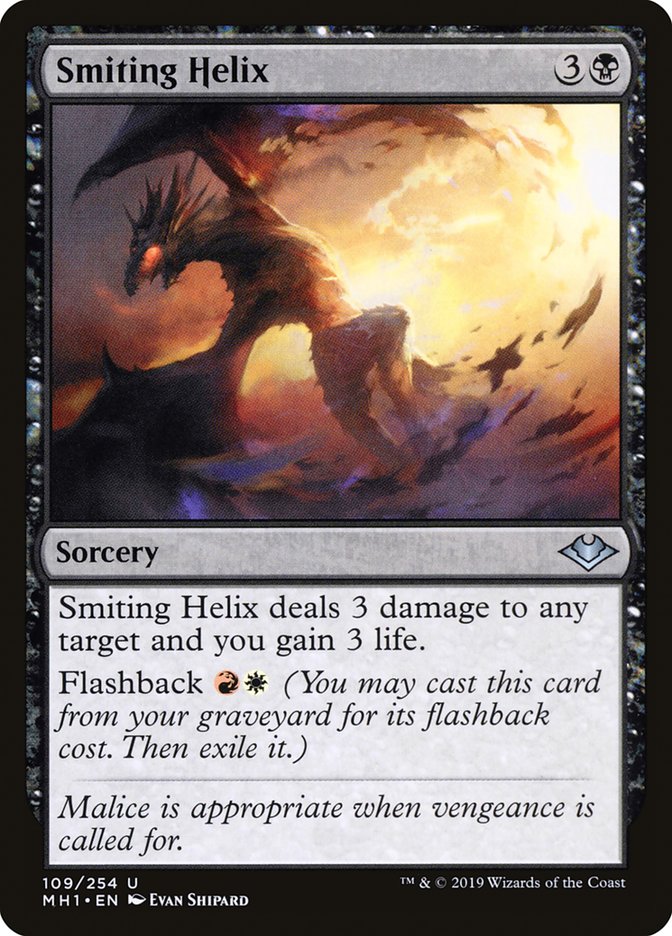 Smiting Helix 3
Sorcery
Smiting Helix deals 3 damage to any
target and you gain 3 life.
Flashback (You may cast this card
from your graveyard for its flashback
cost. Then exile it.)
Malice is appropriate when vengeance is
called for.
109/254 U
™ & © 2019 Wizards of the Coast
MH1 • EN Evan Shipard